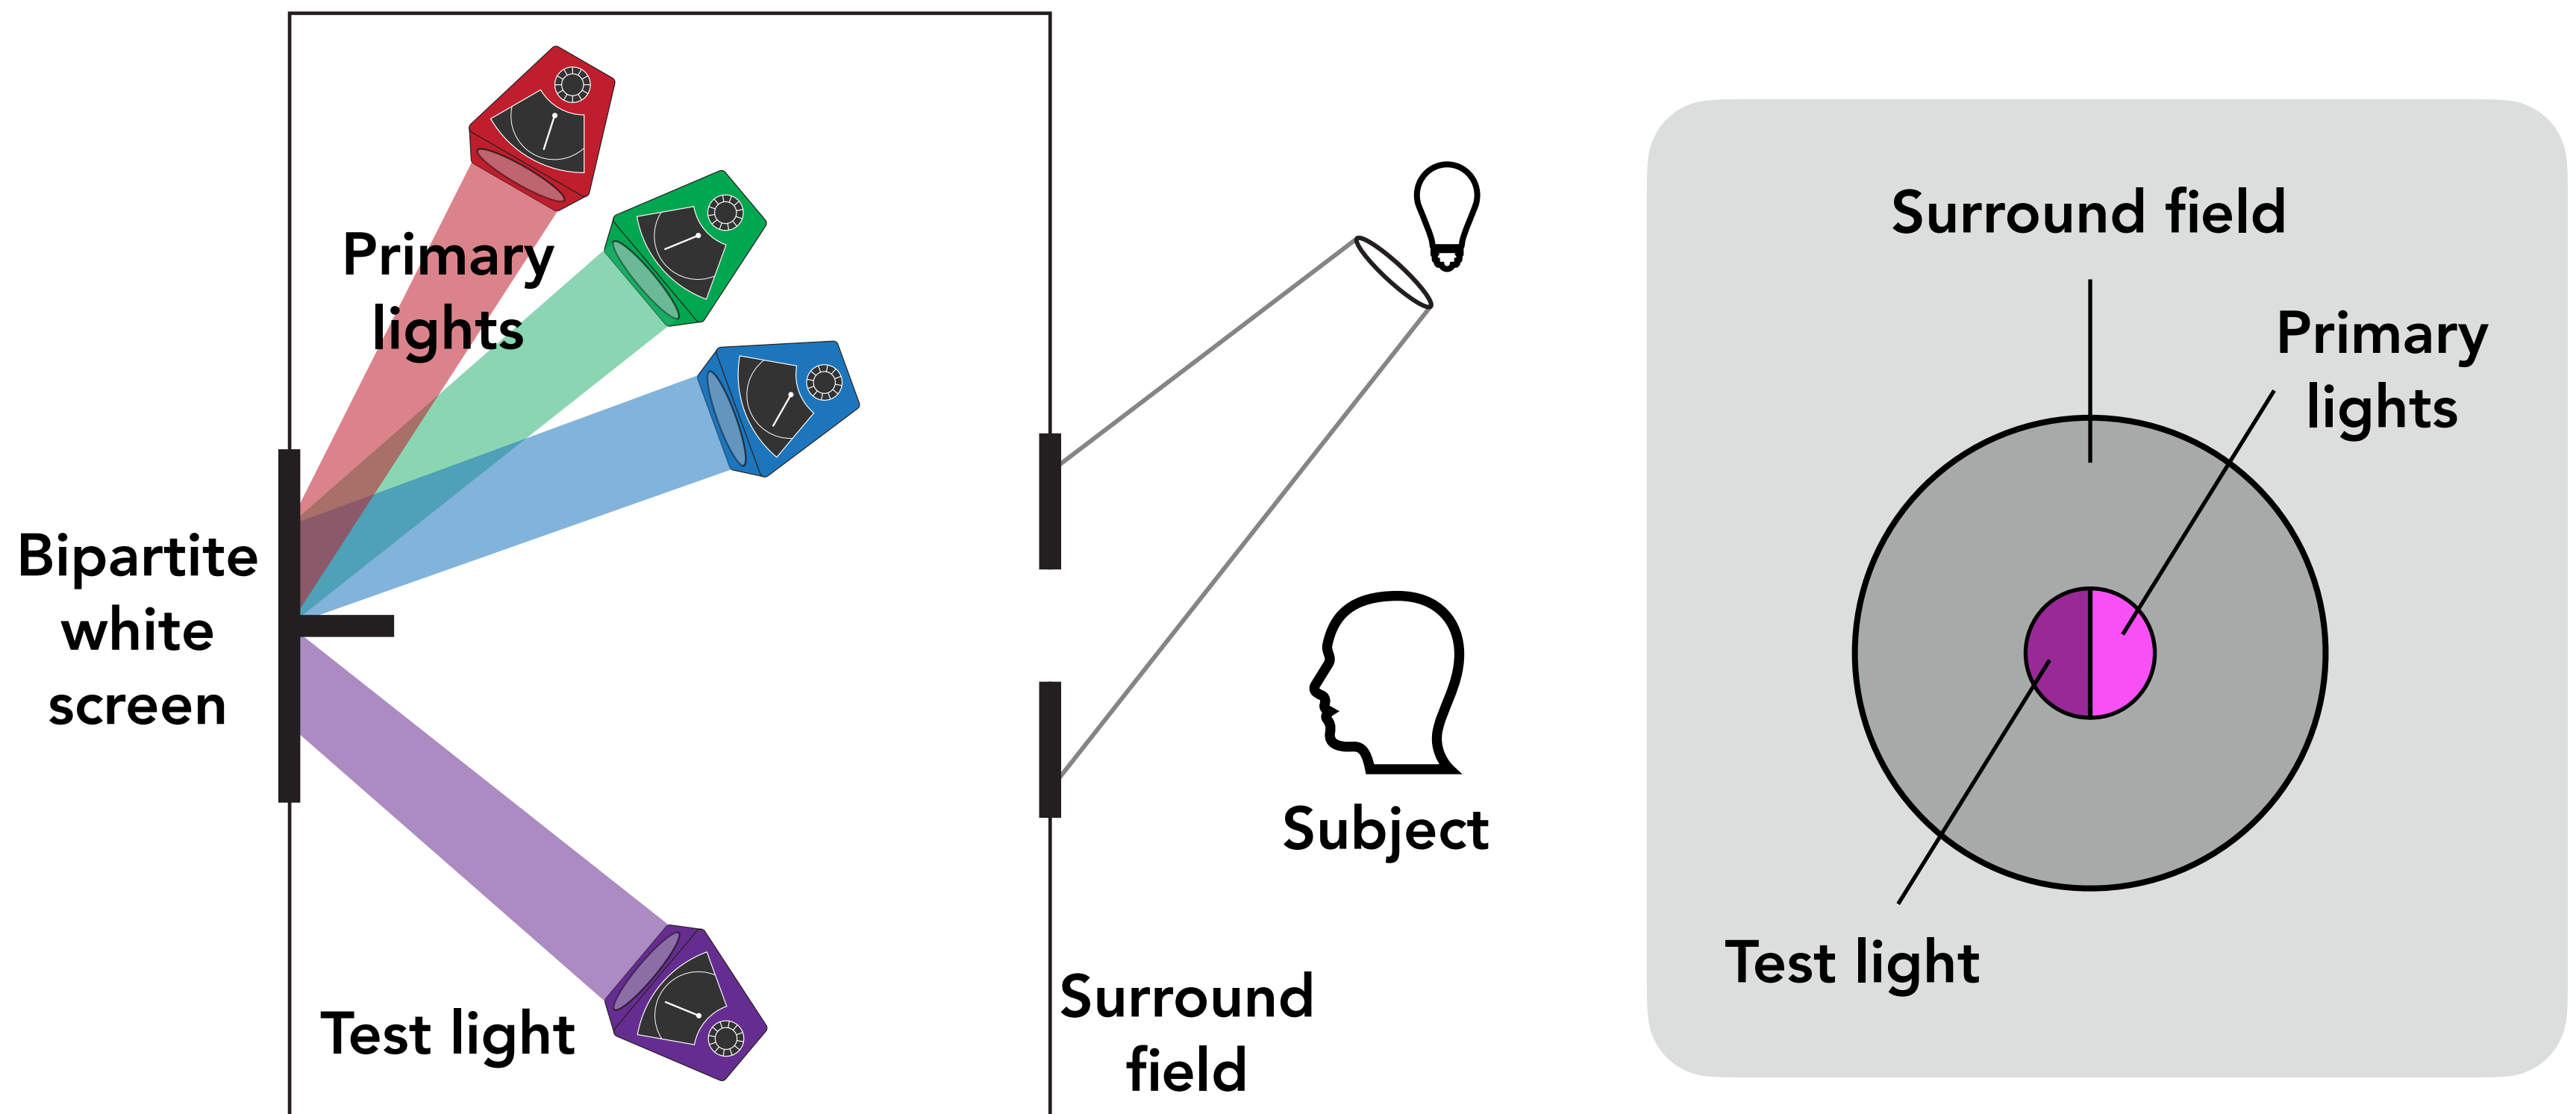 Primary
lights
Bipartite
white
screen
Test light
Subject
Surround
field
Surround field
Primary
lights
Test light